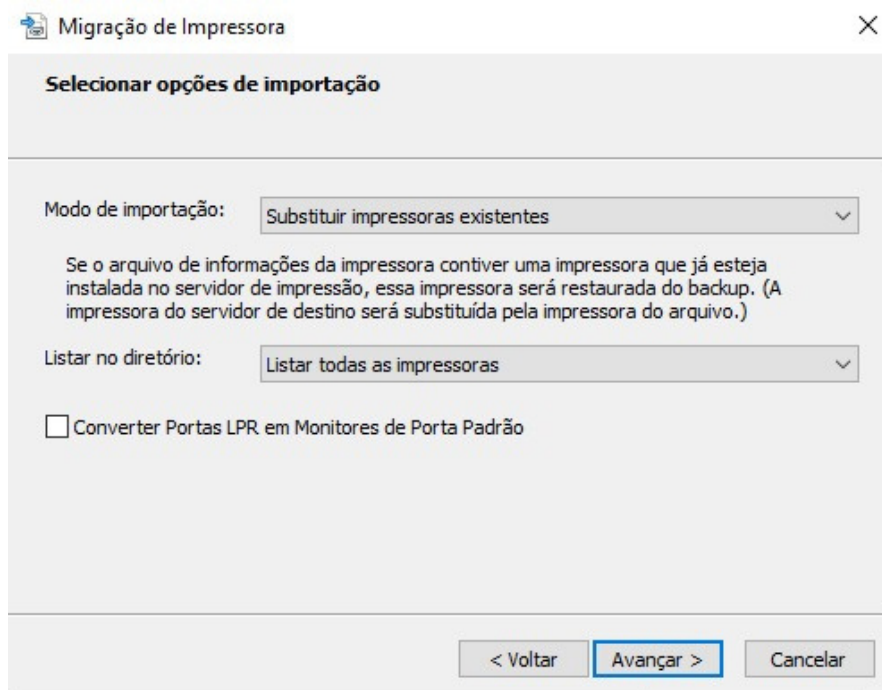 Migração de Impressora
Selecionar opções de importação
Modo de importação:
Substituir impressoras existentes
Se o arquivo de informações da impressora contiver uma impressora que já esteja
instalada no servidor de impressão, essa impressora será restaurada do backup. (A
impressora do servidor de destino será substituída pela impressora do arquivo.)
Listar no diretório:
Listar todas as impressoras
Converter Portas LPR em Monitores de Porta Padrão
< Voltar
Avançar >
Cancelar